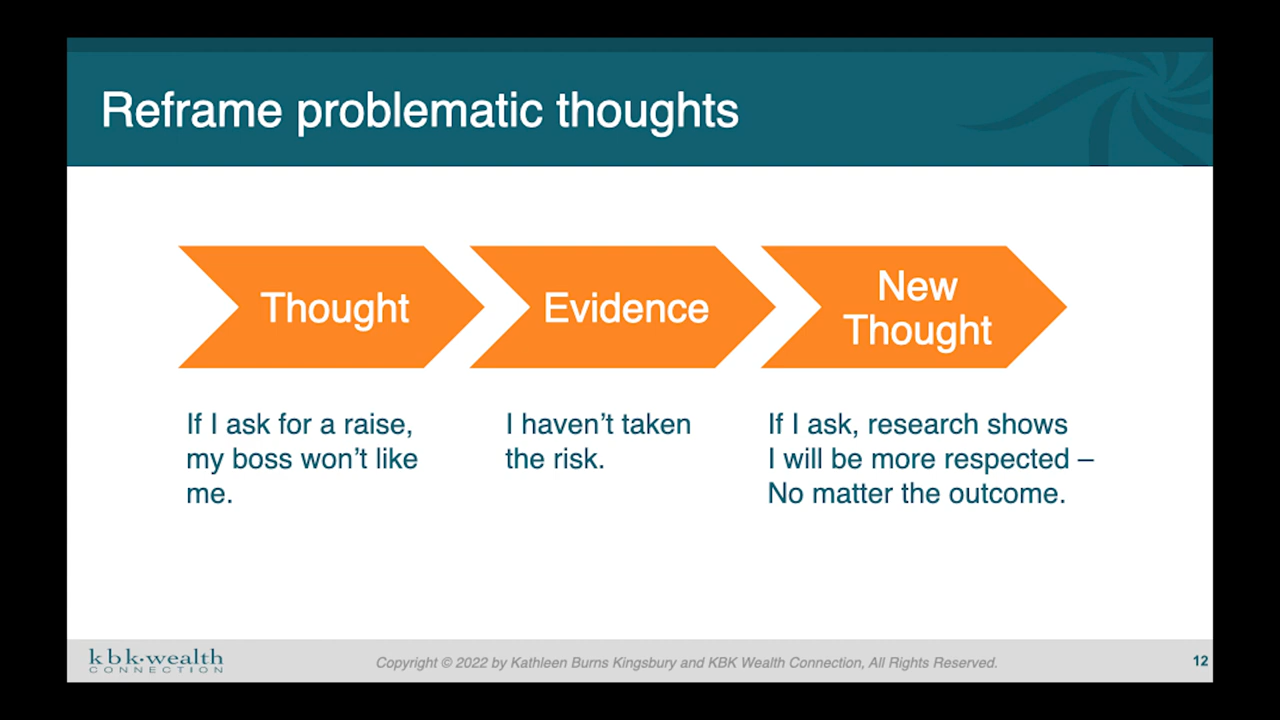 Reframe problematic thoughts
Thought
Evidence
New
Thought
If I ask for a raise,
my boss won’t like
me.
I haven’t taken
the risk.
If I ask, research shows
I will be more respected –
No matter the outcome.
kbk·wealth
CONNECTION
Copyright © 2022 by Kathleen Burns Kingsbury and KBK Wealth Connection, All Rights Reserved.
12